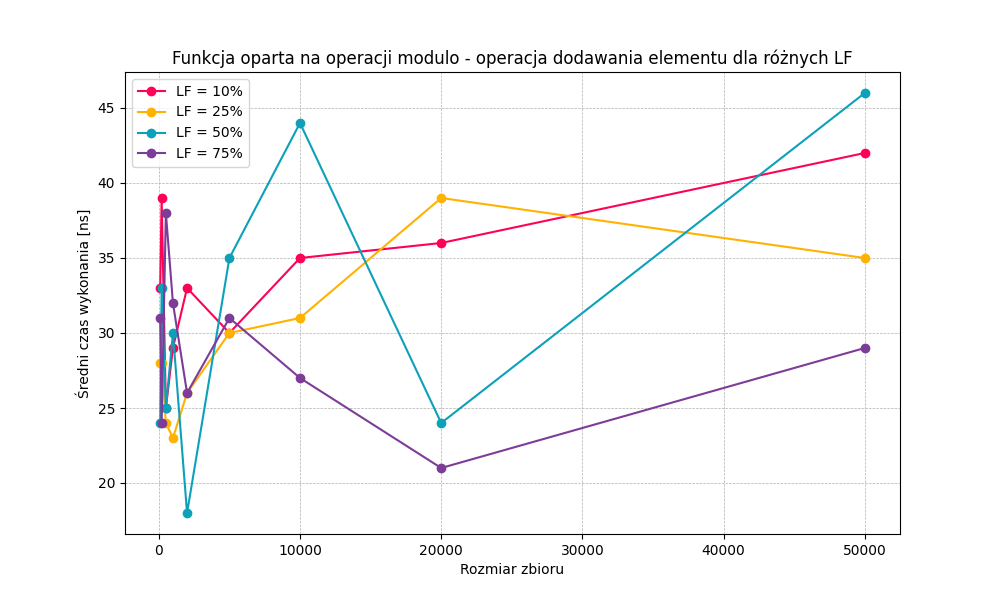 Funkcja oparta na operacji modulo - operacja dodawania elementu dla różnych LF
LF = 10%
LF = 25%
LF = 50%
LF = 75%
Średni czas wykonania [ns]
45
40
35
30
25
20
0 10000 20000 30000 40000 50000
Rozmiar zbioru